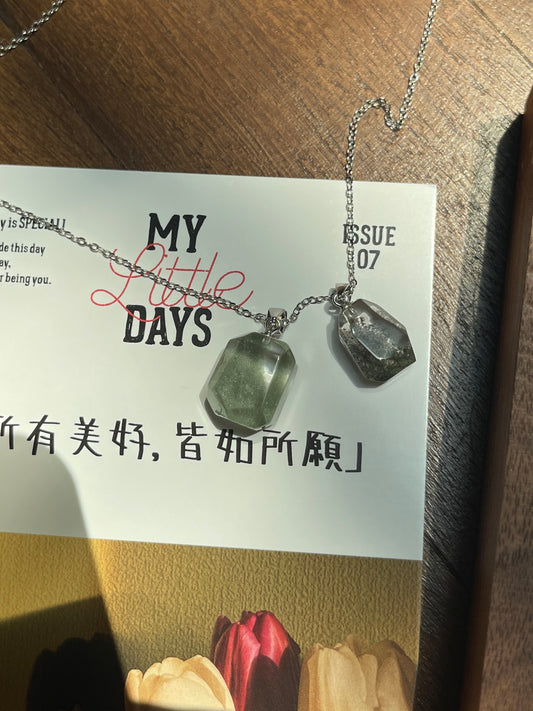 y is SPECIAL!
de this day
ay,
r being you.
MY
Little
DAYS
ISSUE
07
所有美好,皆如所願」